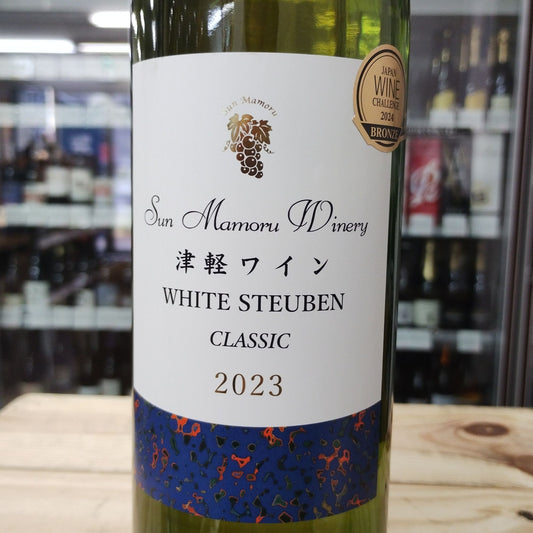 Sun Mamoru
Sun Mamoru Winery
津軽ワイン
WHITE STEUBEN
CLASSIC
2023
JAPAN
WINE
CHALLENGE
2024
BRONZE